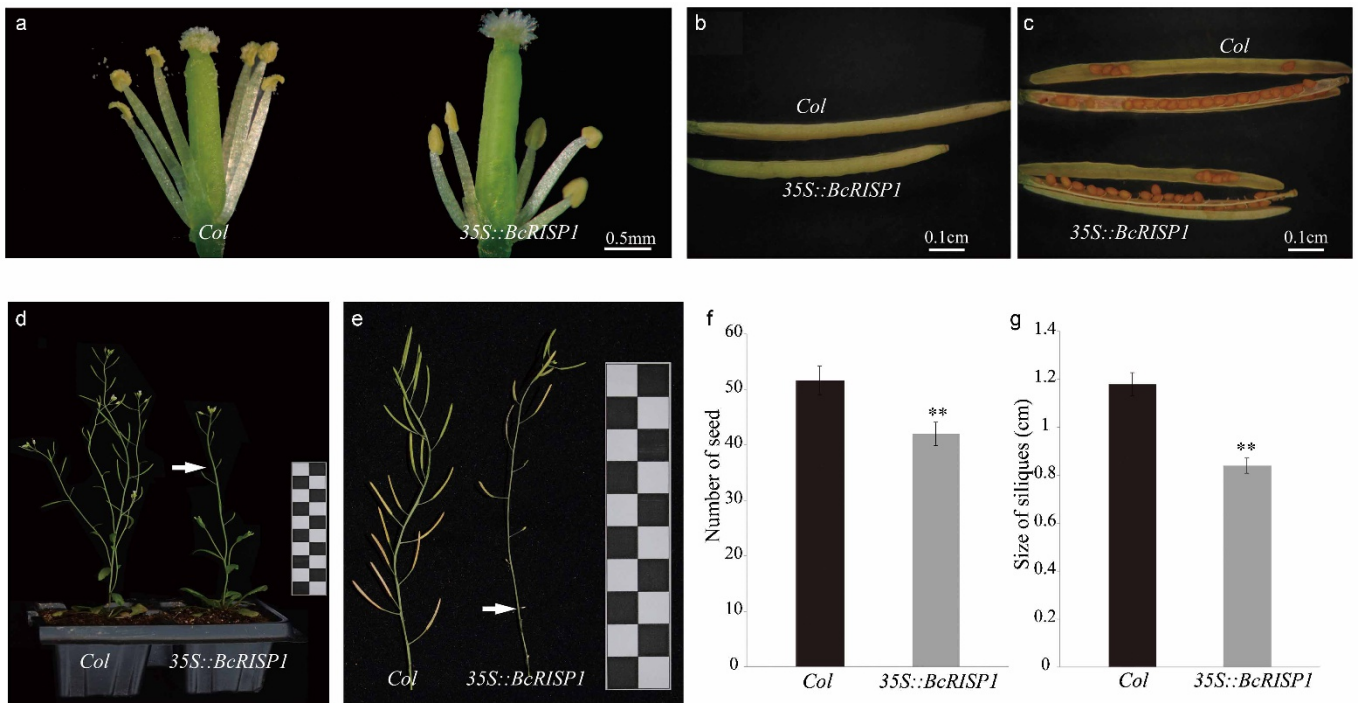 a
Col
35S::BcRISP1
0.5mm
b
Col
35S::BcRISP1
0.1cm
c
Col
35S::BcRISP1
0.1cm
d
Col
35S::BcRISP1
e
Col
35S::BcRISP1
f
Number of seed
60
50
40
30
20
10
0
**
Col
35S::BcRISP1
g
Size of siliques (cm)
1.4
1.2
1
0.8
0.6
0.4
0.2
0
**
Col
35S::BcRISP1